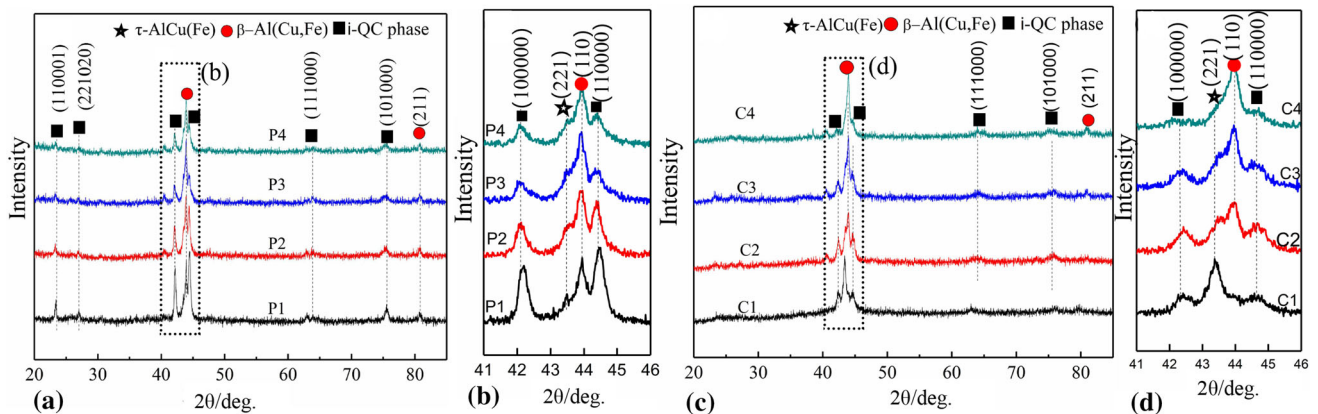 ★ τ-AlCu(Fe) ● β–Al(Cu,Fe) ■ i-QC phase
(110001)
(221020)
(b)
(111000)
(101000)
(211)
P4
P3
P2
P1
Intensity
20 30 40 50 60 70 80
(a) 2θ/deg.
(100000)
(221)
(110)
(110000)
P4
P3
P2
P1
Intensity
41 42 43 44 45 46
(b) 2θ/deg.
★ τ-AlCu(Fe) ● β–Al(Cu,Fe) ■ i-QC phase
(d)
(111000)
(101000)
(211)
C4
C3
C2
C1
Intensity
20 30 40 50 60 70 80
(c) 2θ/deg.
(100000)
(221)
(110)
(110000)
C4
C3
C2
C1
Intensity
41 42 43 44 45 46
2θ/deg. (d)